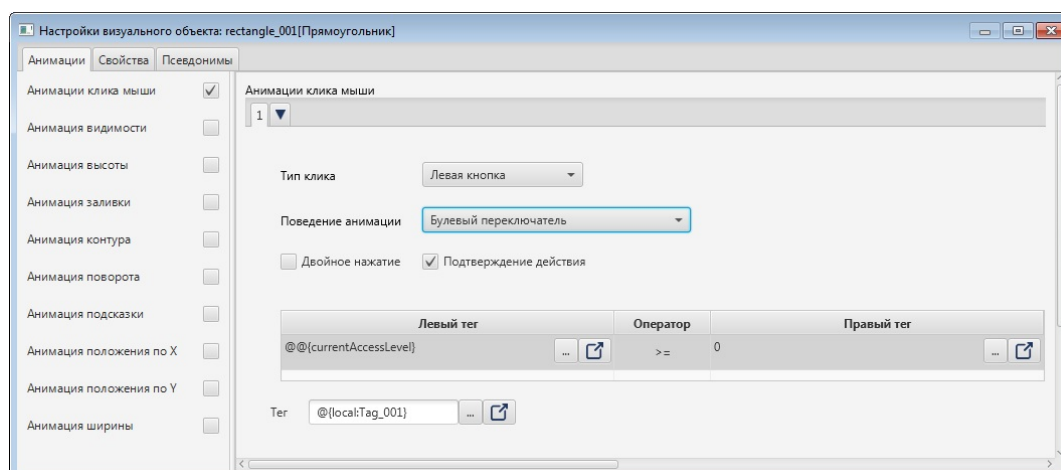 Настройки визуального объекта: rectangle_001[Прямоугольник]
Анимации Свойства Псевдонимы
Анимации клика мыши
Анимация видимости
Анимация высоты
Анимация заливки
Анимация контура
Анимация поворота
Анимация подсказки
Анимация положения по X
Анимация положения по Y
Анимация ширины
Анимации клика мыши
1
Тип клика Левая кнопка
Поведение анимации Булевый переключатель
Двойное нажатие Подтверждение действия
Левый тег Оператор Правый тег
@@{currentAccessLevel} ... >= 0 ...
Тег @{local:Tag_001} ...